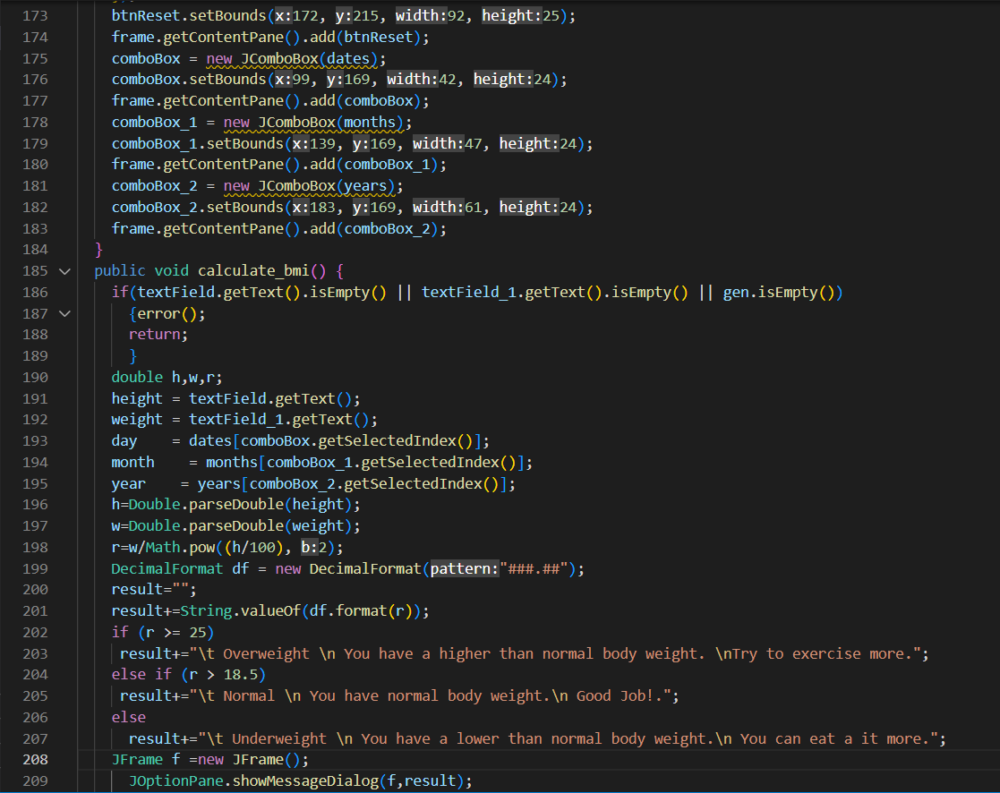 173 btnReset.setBounds(x:172, y:215, width:92, height:25);
174 frame.getContentPane().add(btnReset);
175 comboBox = new JComboBox(dates);
176 comboBox.setBounds(x:99, y:169, width:42, height:24);
177 frame.getContentPane().add(comboBox);
178 comboBox_1 = new JComboBox(months);
179 comboBox_1.setBounds(x:139, y:169, width:47, height:24);
180 frame.getContentPane().add(comboBox_1);
181 comboBox_2 = new JComboBox(years);
182 comboBox_2.setBounds(x:183, y:169, width:61, height:24);
183 frame.getContentPane().add(comboBox_2);
184 }
185 public void calculate_bmi() {
186 if(textField.getText().isEmpty() || textField_1.getText().isEmpty() || gen.isEmpty())
187 {error();
188 return;
189 }
190 double h,w,r;
191 height = textField.getText();
192 weight = textField_1.getText();
193 day    = dates[comboBox.getSelectedIndex()];
194 month    = months[comboBox_1.getSelectedIndex()];
195 year    = years[comboBox_2.getSelectedIndex()];
196 h=Double.parseDouble(height);
197 w=Double.parseDouble(weight);
198 r=w/Math.pow((h/100), b:2);
199 DecimalFormat df = new DecimalFormat(pattern:"###.##");
200 result="";
201 result+=String.valueOf(df.format(r));
202 if (r >= 25)
203 result+="\t Overweight \n You have a higher than normal body weight. \nTry to exercise more.";
204 else if (r > 18.5)
205 result+="\t Normal \n You have normal body weight.\n Good Job!.";
206 else
207 result+="\t Underweight \n You have a lower than normal body weight.\n You can eat a it more.";
208 JFrame f =new JFrame();
209 JOptionPane.showMessageDialog(f,result);